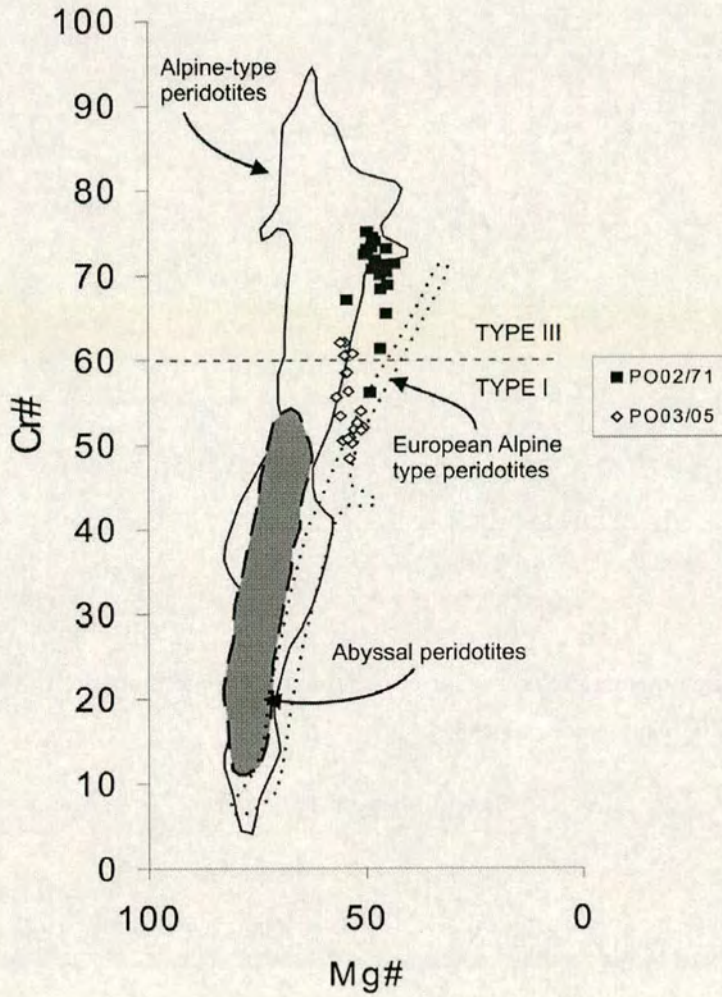 100
90
80
70
60
50
40
30
20
10
0
Cr#
Alpine-type
peridotites
TYPE III
TYPE I
European Alpine
type peridotites
Abyssal peridotites
PO02/71
PO03/05
100
50
0
Mg#